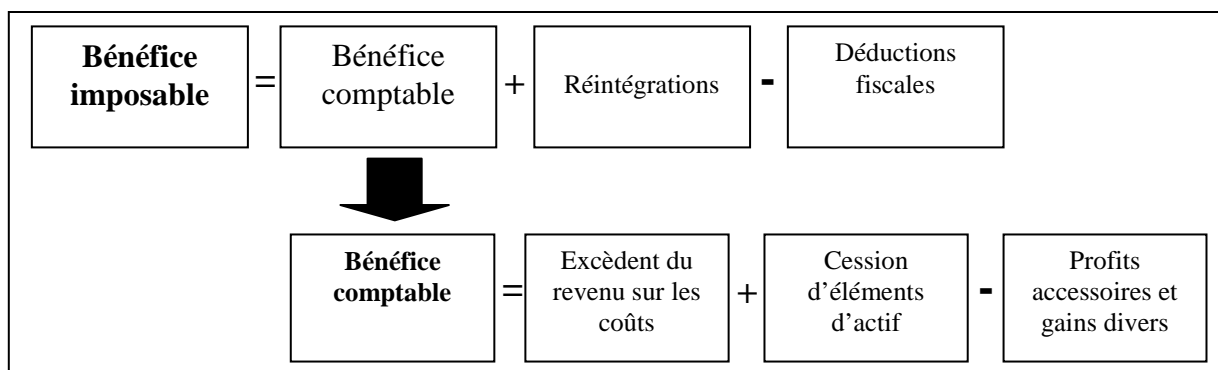 Bénéfice
imposable
=
Bénéfice
comptable
+
Réintégrations
-
Déductions
fiscales
Bénéfice
comptable
=
Excèdent du
revenu sur les
coûts
+
Cession
d'éléments
d'actif
-
Profits
accessoires et
gains divers